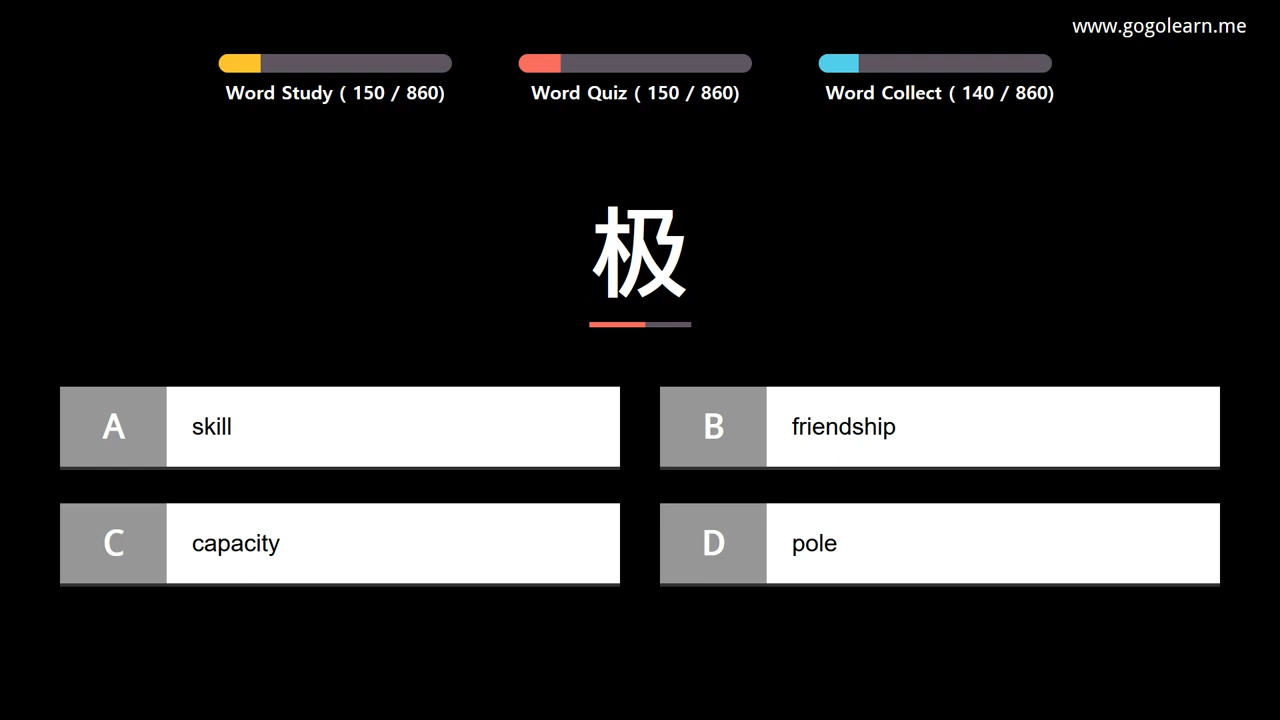 www.gogolearn.me
Word Study ( 150 / 860)
Word Quiz ( 150 / 860)
Word Collect ( 140 / 860)
极
A skill
B friendship
C capacity
D pole